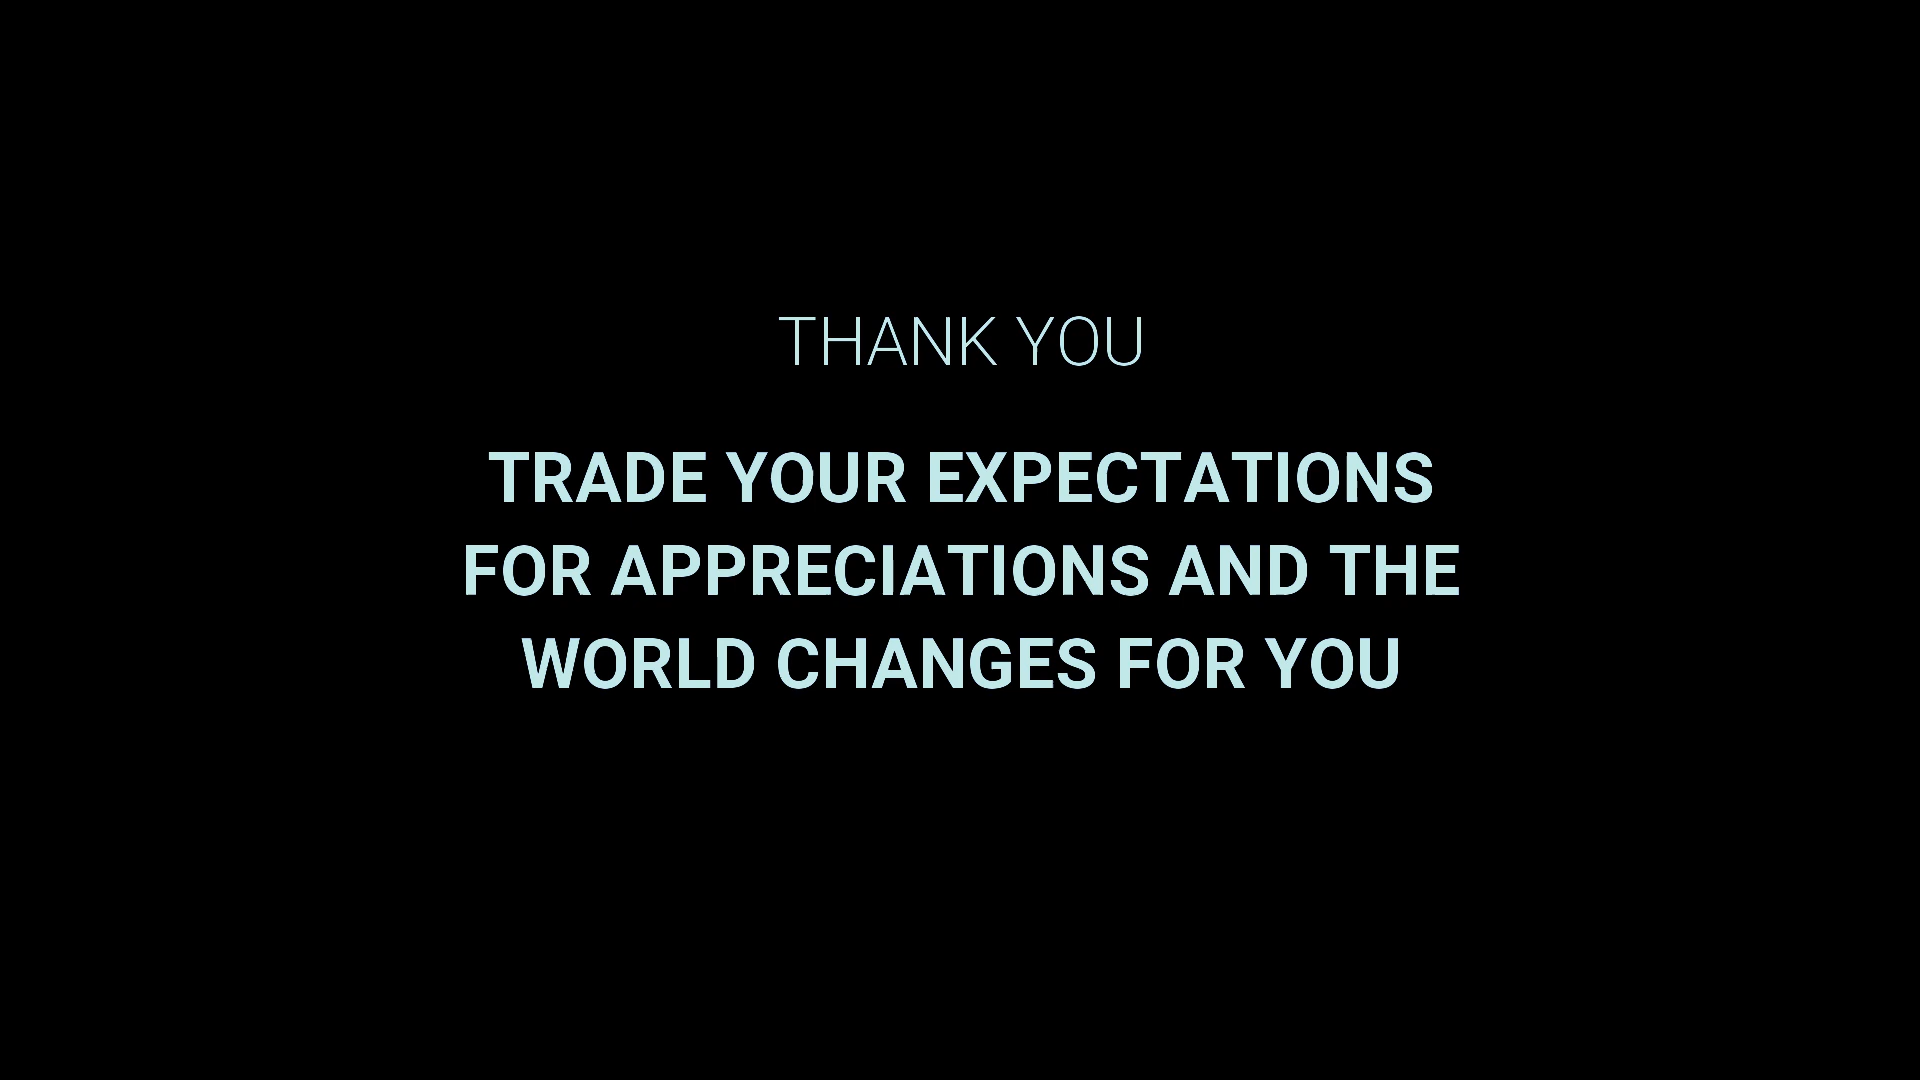 THANK YOU
TRADE YOUR EXPECTATIONS
FOR APPRECIATIONS AND THE
WORLD CHANGES FOR YOU